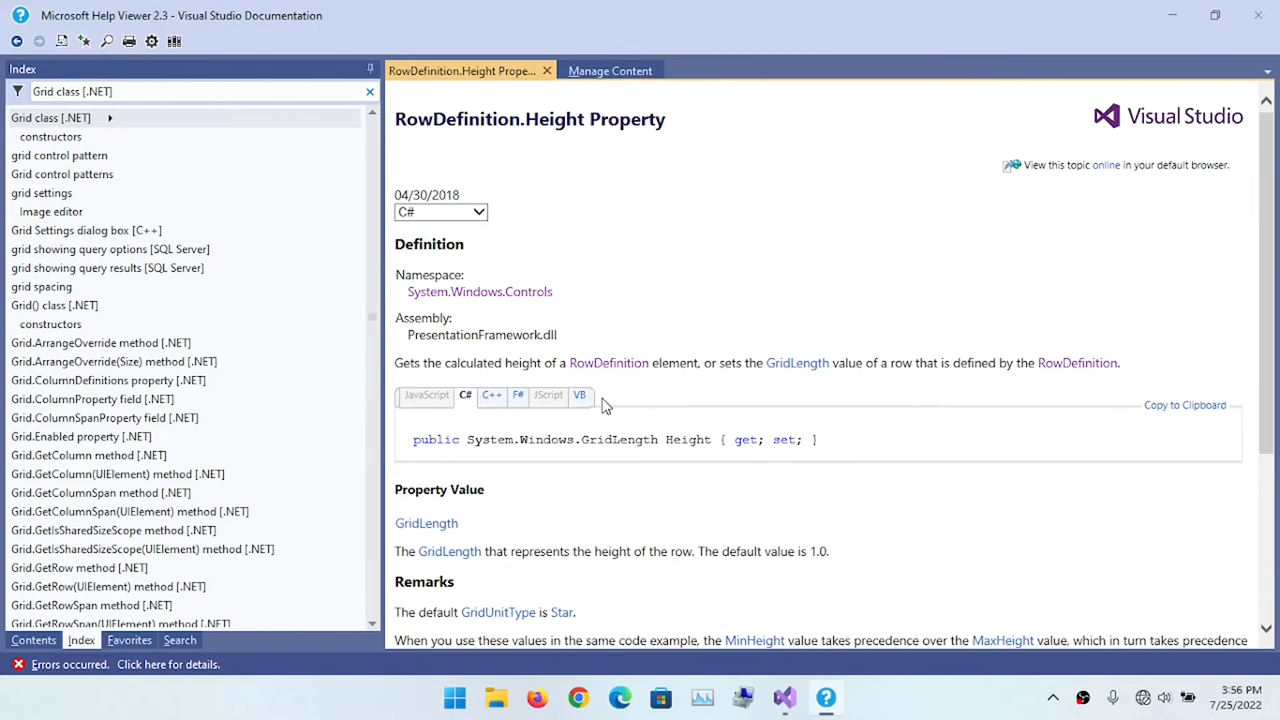 Microsoft Help Viewer 2.3 - Visual Studio Documentation
Index
Grid class [.NET]
Grid class [.NET]
constructors
grid control pattern
grid control patterns
grid settings
Image editor
Grid Settings dialog box [C++]
grid showing query options [SQL Server]
grid showing query results [SQL Server]
grid spacing
Grid() class [.NET]
constructors
Grid.ArrangeOverride method [.NET]
Grid.ArrangeOverride(Size) method [.NET]
Grid.ColumnDefinitions property [.NET]
Grid.ColumnProperty field [.NET]
Grid.ColumnSpanProperty field [.NET]
Grid.Enabled property [.NET]
Grid.GetColumn method [.NET]
Grid.GetColumn(UIElement) method [.NET]
Grid.GetColumnSpan method [.NET]
Grid.GetColumnSpan(UIElement) method [.NET]
Grid.GetIsSharedSizeScope method [.NET]
Grid.GetIsSharedSizeScope(UIElement) method [.NET]
Grid.GetRow method [.NET]
Grid.GetRow(UIElement) method [.NET]
Grid.GetRowSpan method [.NET]
Grid.GetRowSpan(UIElement) method [.NET]
Contents Index Favorites Search
RowDefinition.Height Prope... Manage Content
RowDefinition.Height Property
Visual Studio
View this topic online in your default browser.
04/30/2018
C#
Definition
Namespace:
System.Windows.Controls
Assembly:
PresentationFramework.dll
Gets the calculated height of a RowDefinition element, or sets the GridLength value of a row that is defined by the RowDefinition.
JavaScript C# C++ F# JScript VB
Copy to Clipboard
public System.Windows.GridLength Height { get; set; }
Property Value
GridLength
The GridLength that represents the height of the row. The default value is 1.0.
Remarks
The default GridUnitType is Star.
When you use these values in the same code example, the MinHeight value takes precedence over the MaxHeight value, which in turn takes precedence
Errors occurred. Click here for details.
3:56 PM
7/25/2022